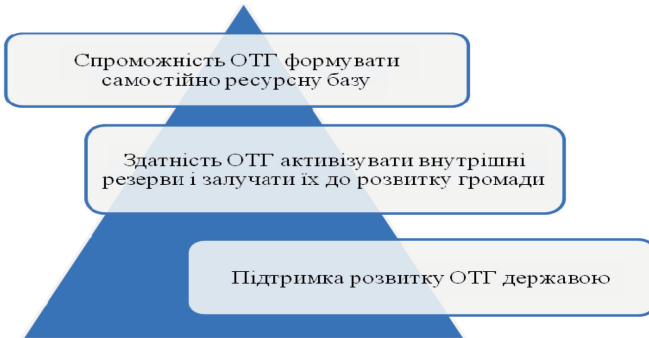 Спроможність ОТГ формувати
самостійно ресурсну базу
Здатність ОТГ активізувати внутрішні
резерви і залучати їх до розвитку громади
Підтримка розвитку ОТГ державою